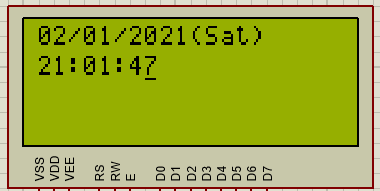 02/01/2021(Sat)
21:01:47
VSS VDD VEE RS RW E D0 D1 D2 D3 D4 D5 D6 D7